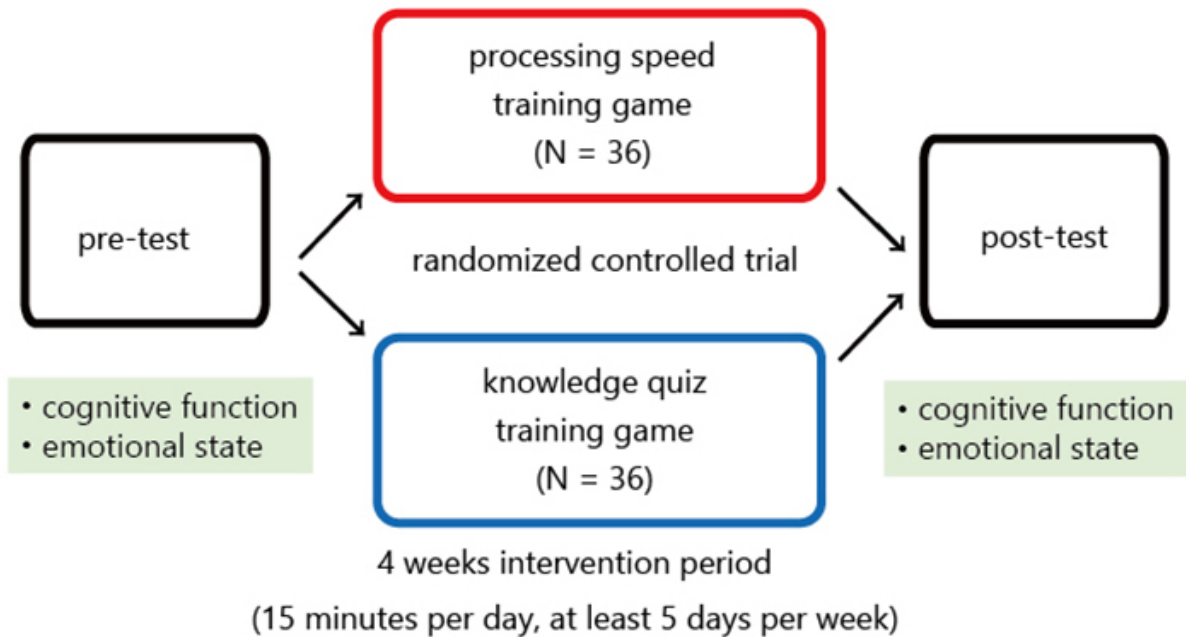 processing speed
training game
(N = 36)
pre-test
randomized controlled trial
post-test
• cognitive function
• emotional state
knowledge quiz
training game
(N = 36)
• cognitive function
• emotional state
4 weeks intervention period
(15 minutes per day, at least 5 days per week)